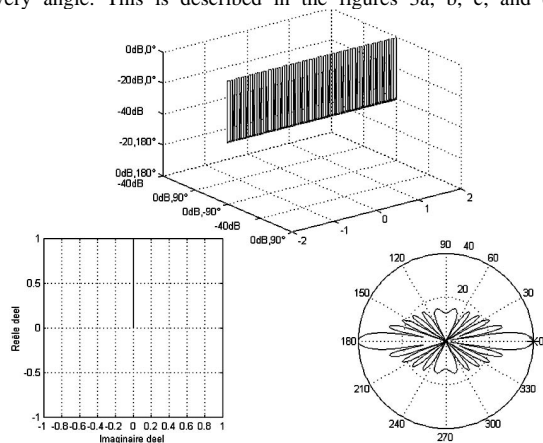 very angle. This is described in the figures 3a, b, c, and
0dB,0°
-20dB,0°
-40dB
-20,180°
0dB,180°
-40dB
0dB,90°
0dB,-90°
-40dB
0dB,90°
-2
-1
0
1
2
1
0.5
0
-0.5
-1
Reële deel
-1 -0.8-0.6-0.4-0.2 0 0.2 0.4 0.6 0.8 1
Imaginaire deel
90
40
60
120
20
150
30
180
0
210
330
240
300
270